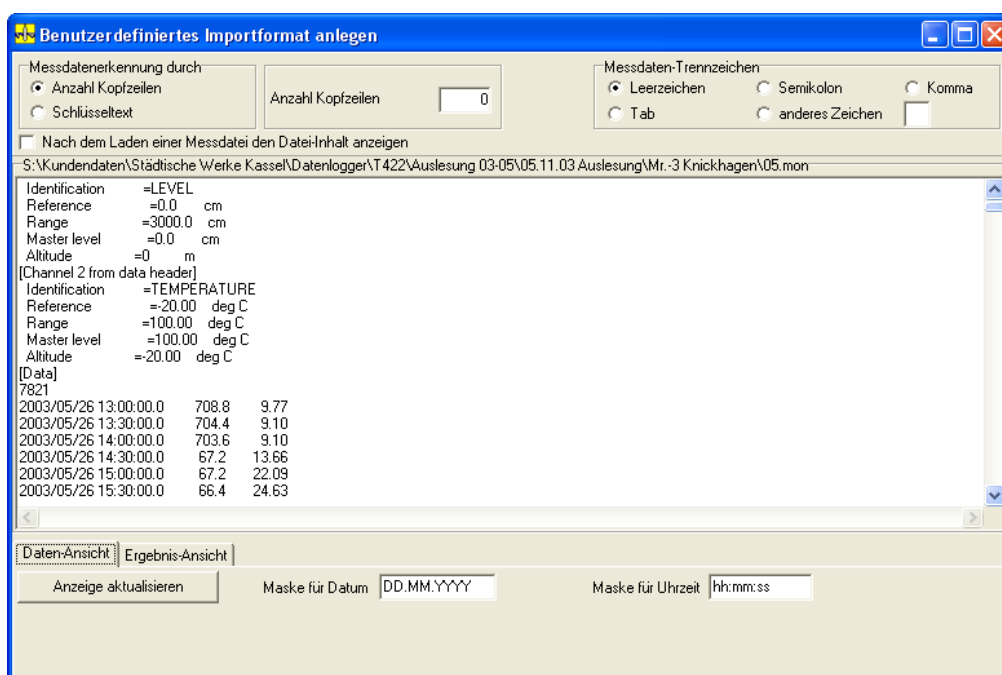 Benutzerdefiniertes Importformat anlegen
Messdatenerkennung durch
Anzahl Kopfzeilen
Schlüsseltext
Anzahl Kopfzeilen 0
Messdaten-Trennzeichen
Leerzeichen Semikolon Komma
Tab anderes Zeichen
Nach dem Laden einer Messdatei den Datei-Inhalt anzeigen
S:\Kundendaten\Städtische Werke Kassel\Datenlogger\T422\Auslesung 03-05\05.11.03 Auslesung\Mr.-3 Knickhagen\05.mon
Identification =LEVEL
Reference =0.0 cm
Range =3000.0 cm
Master level =0.0 cm
Altitude =0 m
[Channel 2 from data header]
Identification =TEMPERATURE
Reference =-20.00 deg C
Range =100.00 deg C
Master level =100.00 deg C
Altitude =-20.00 deg C
[Data]
7821
2003/05/26 13:00:00.0 708.8 9.77
2003/05/26 13:30:00.0 704.4 9.10
2003/05/26 14:00:00.0 703.6 9.10
2003/05/26 14:30:00.0 67.2 13.66
2003/05/26 15:00:00.0 67.2 22.09
2003/05/26 15:30:00.0 66.4 24.63
Daten-Ansicht Ergebnis-Ansicht
Anzeige aktualisieren Maske für Datum DD.MM.YYYY Maske für Uhrzeit hh:mm:ss